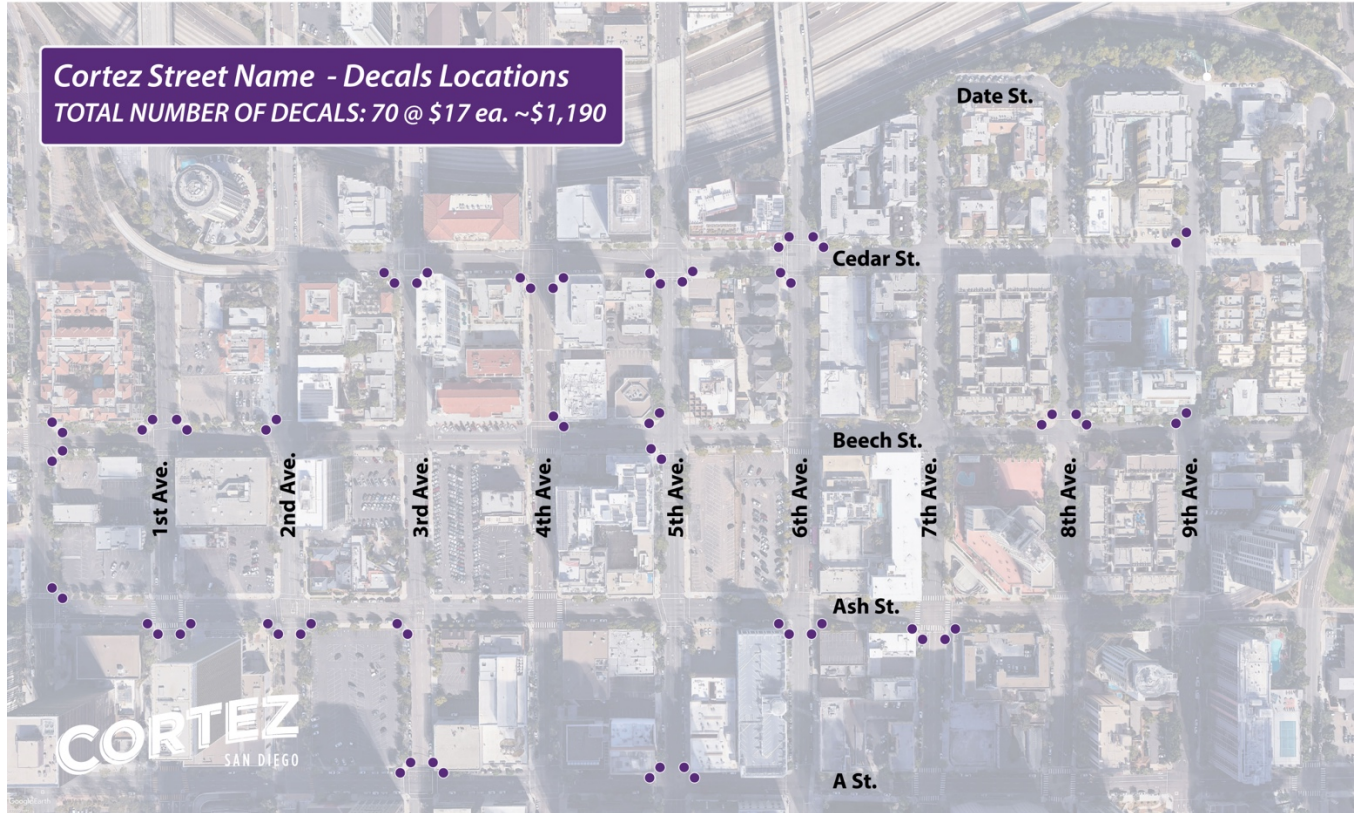 Cortez Street Name - Decals Locations
TOTAL NUMBER OF DECALS: 70 @ $17 ea. ~$1,190
Date St.
Cedar St.
Beech St.
1st Ave.
2nd Ave.
3rd Ave.
4th Ave.
5th Ave.
6th Ave.
7th Ave.
8th Ave.
9th Ave.
Ash St.
CORTEZ
SAN DIEGO
A St.
Google Earth